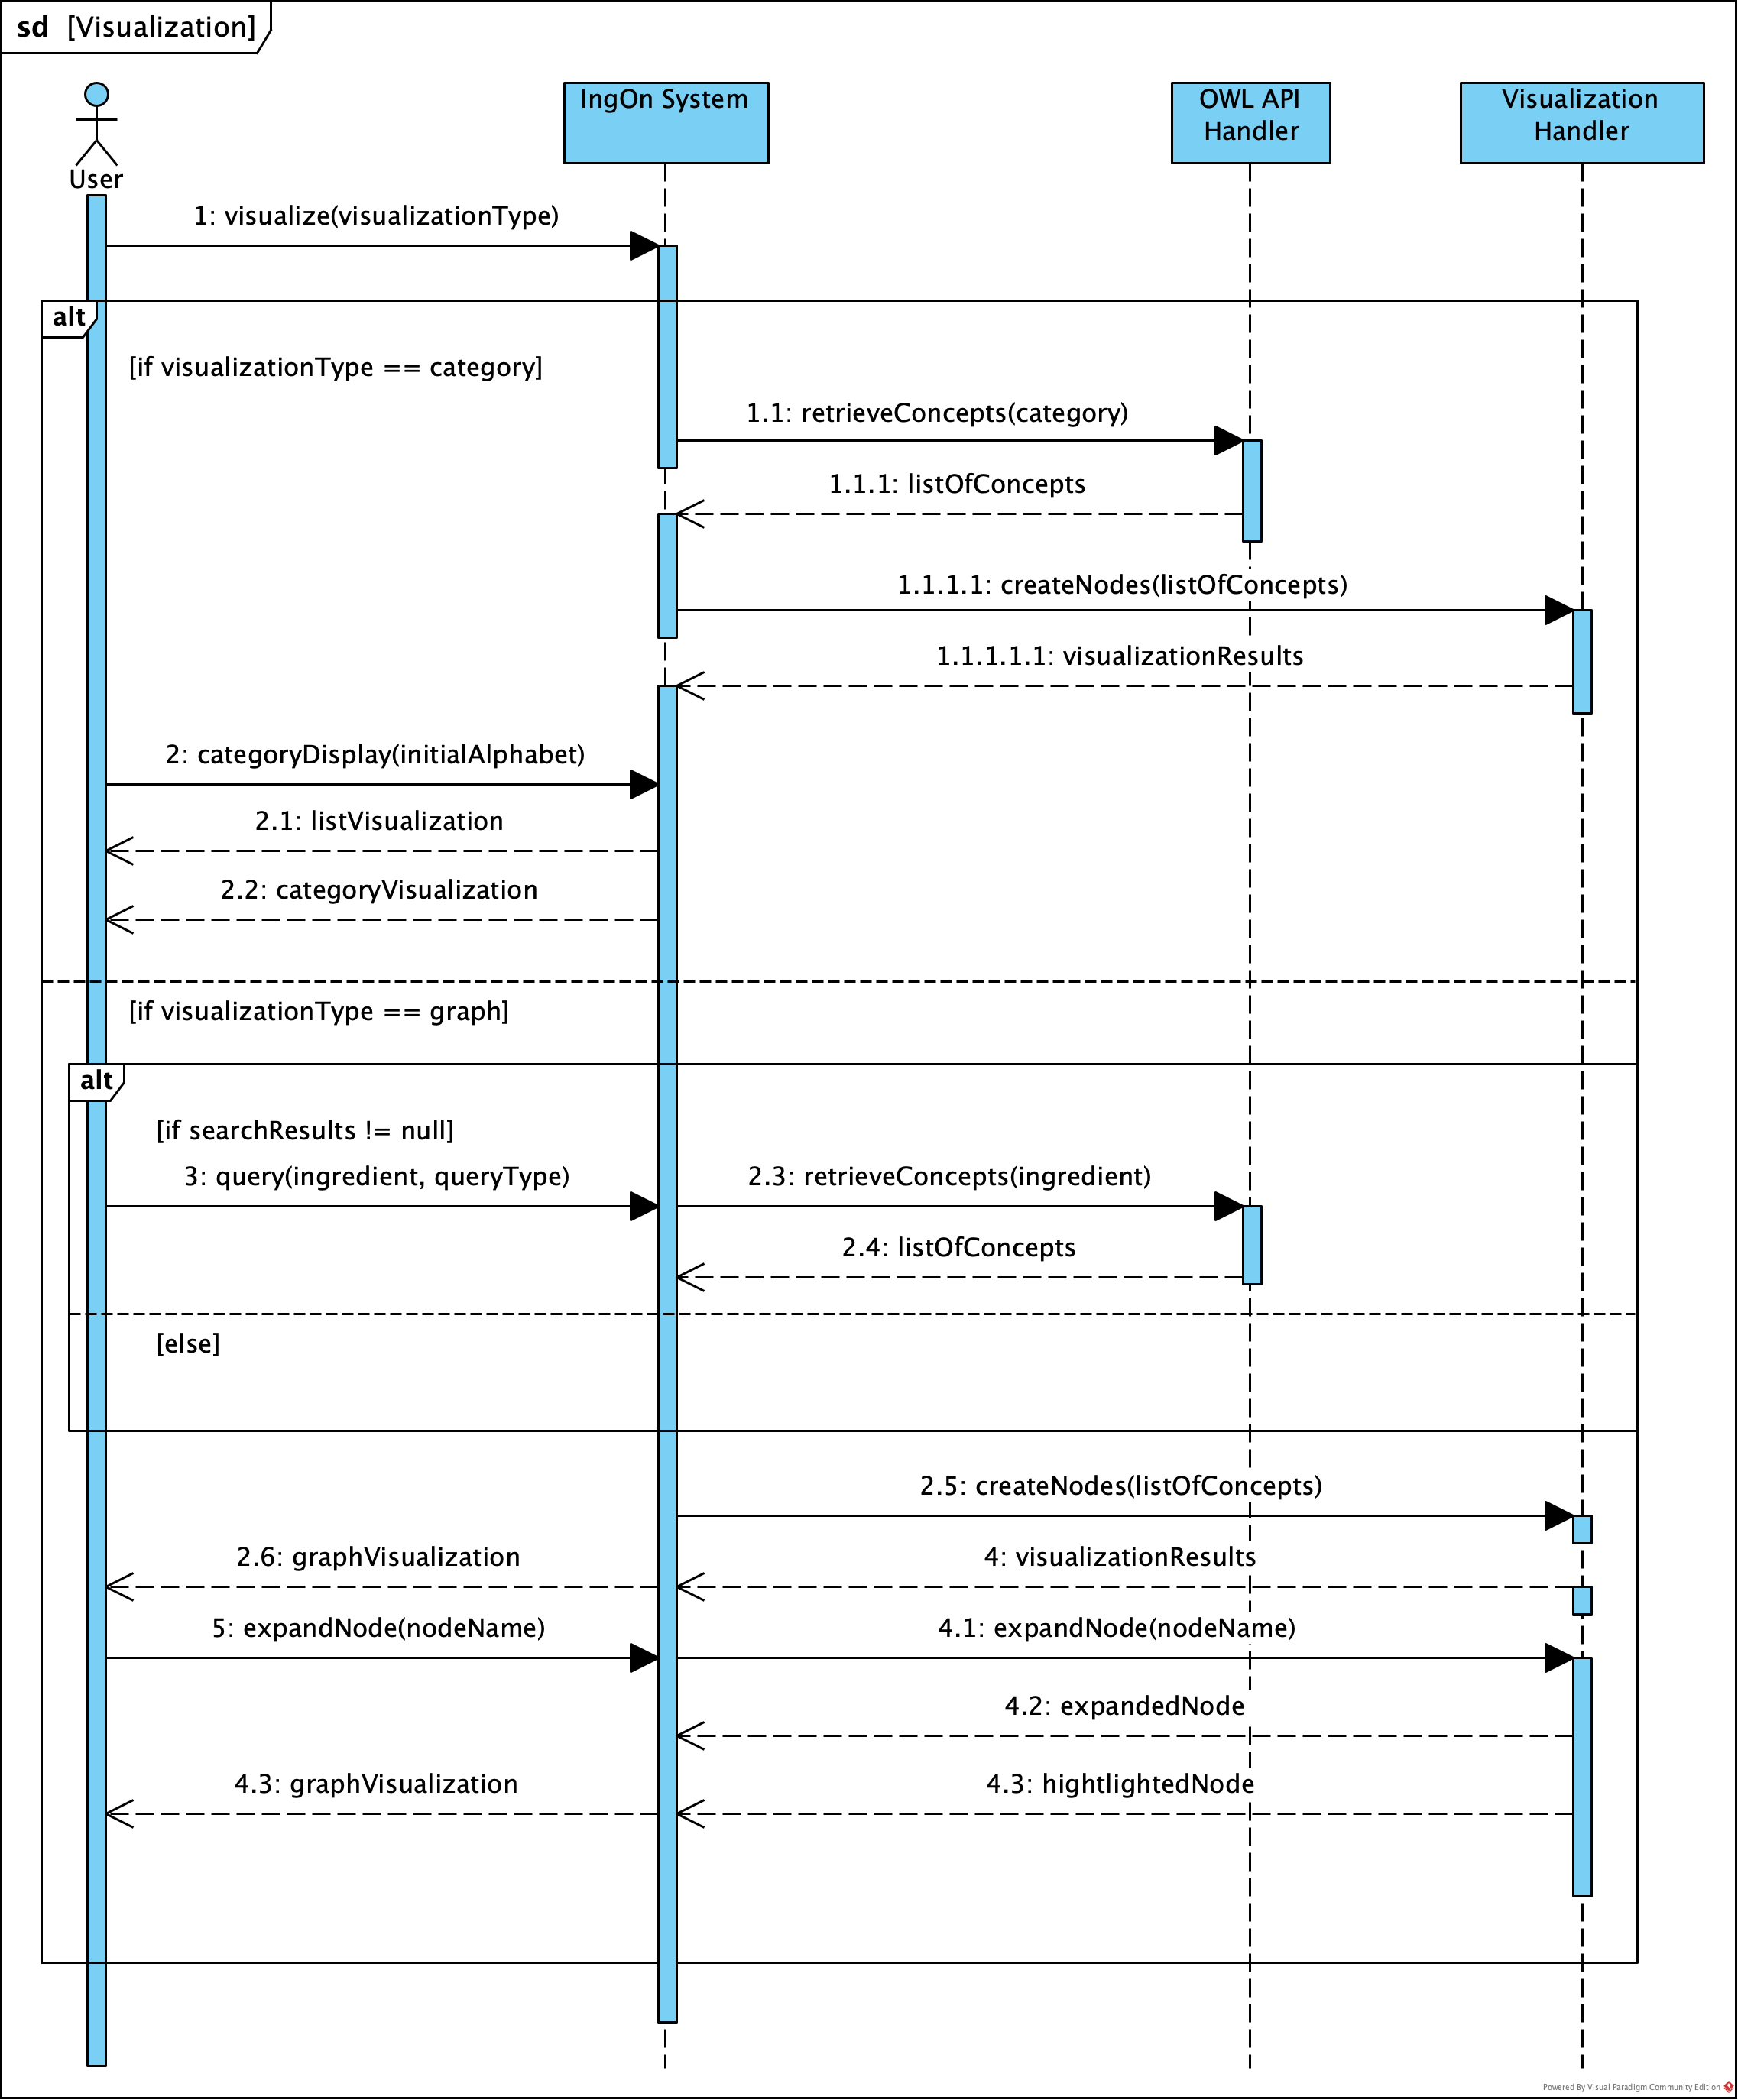 sd [Visualization]
User
IngOn System
OWL API
Handler
Visualization
Handler
1: visualize(visualizationType)
alt
[if visualizationType == category]
1.1: retrieveConcepts(category)
1.1.1: listOfConcepts
1.1.1.1: createNodes(listOfConcepts)
1.1.1.1.1: visualizationResults
2: categoryDisplay(initialAlphabet)
2.1: listVisualization
2.2: categoryVisualization
[if visualizationType == graph]
alt
[if searchResults != null]
3: query(ingredient, queryType)
2.3: retrieveConcepts(ingredient)
2.4: listOfConcepts
[else]
2.5: createNodes(listOfConcepts)
2.6: graphVisualization
4: visualizationResults
5: expandNode(nodeName)
4.1: expandNode(nodeName)
4.2: expandedNode
4.3: graphVisualization
4.3: hightlightedNode
Powered By Visual Paradigm Community Edition